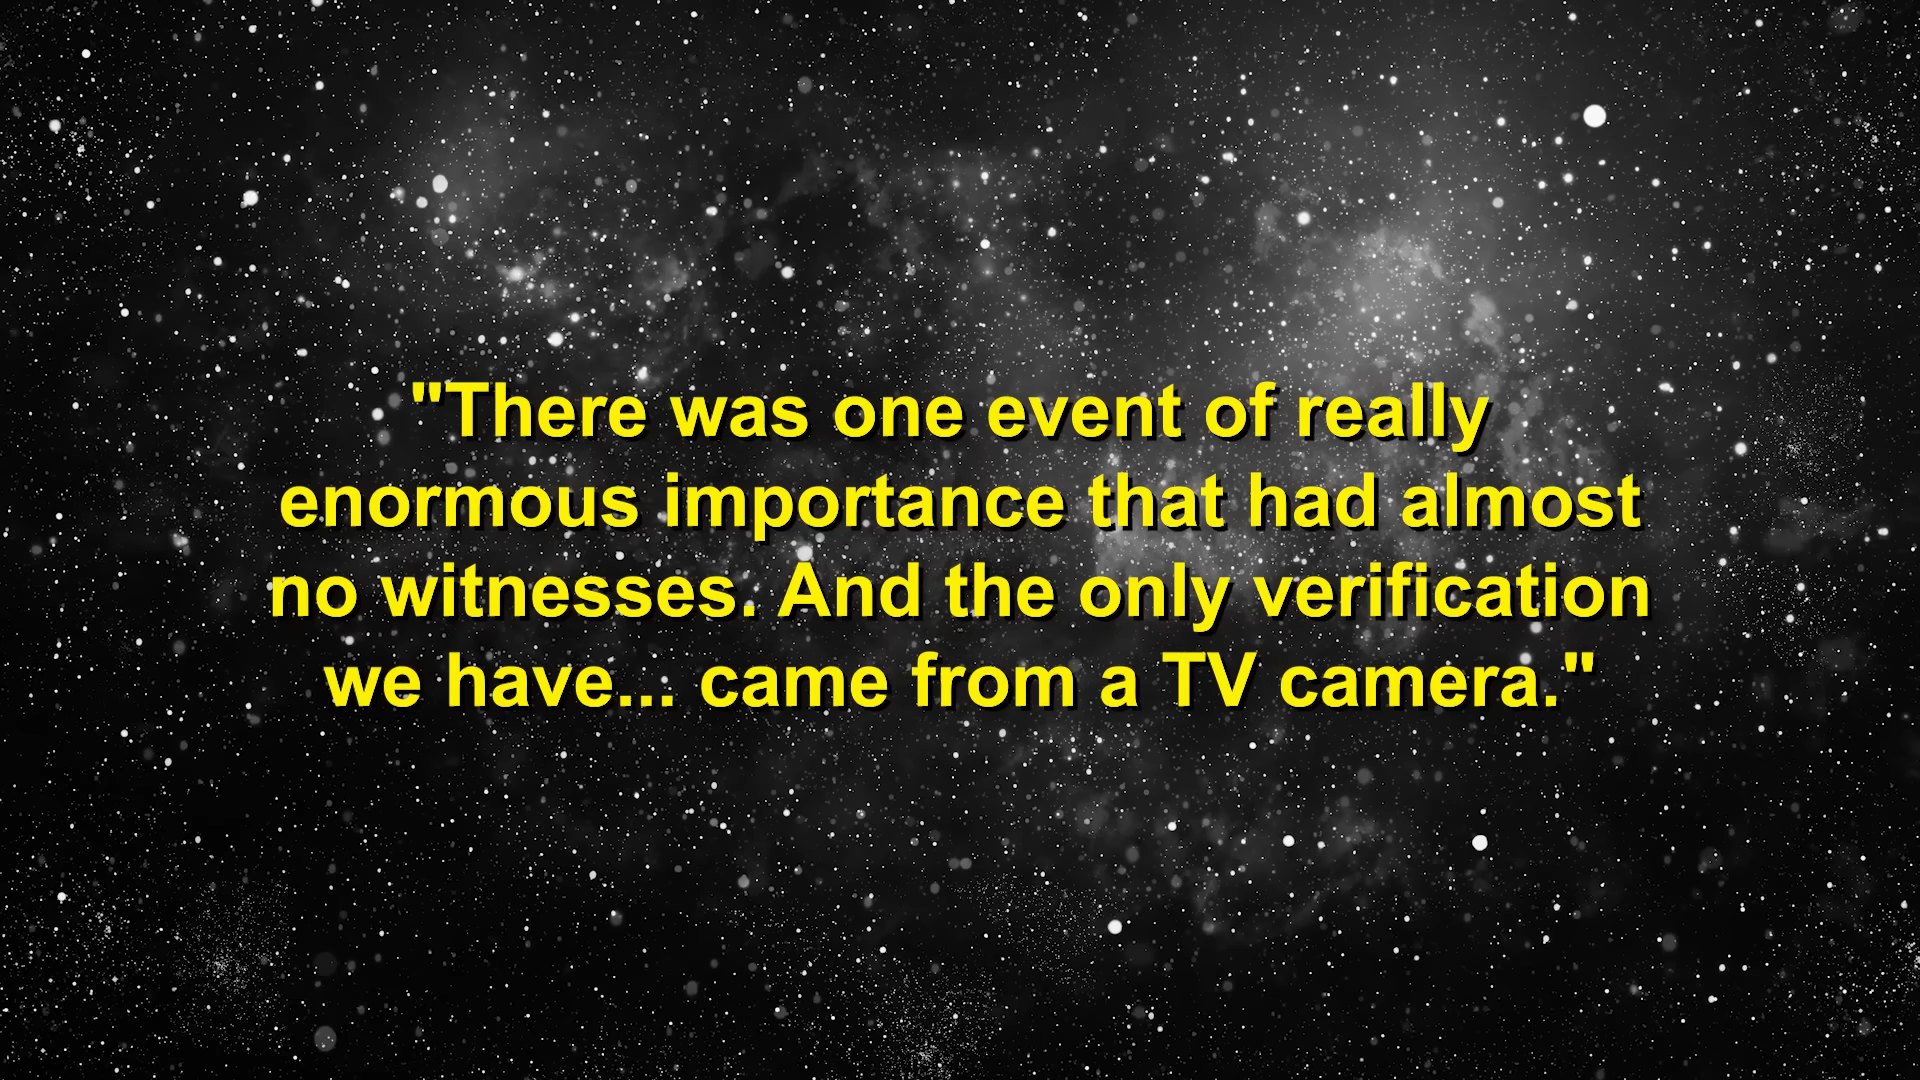 "There was one event of really
enormous importance that had almost
no witnesses. And the only verification
we have... came from a TV camera."